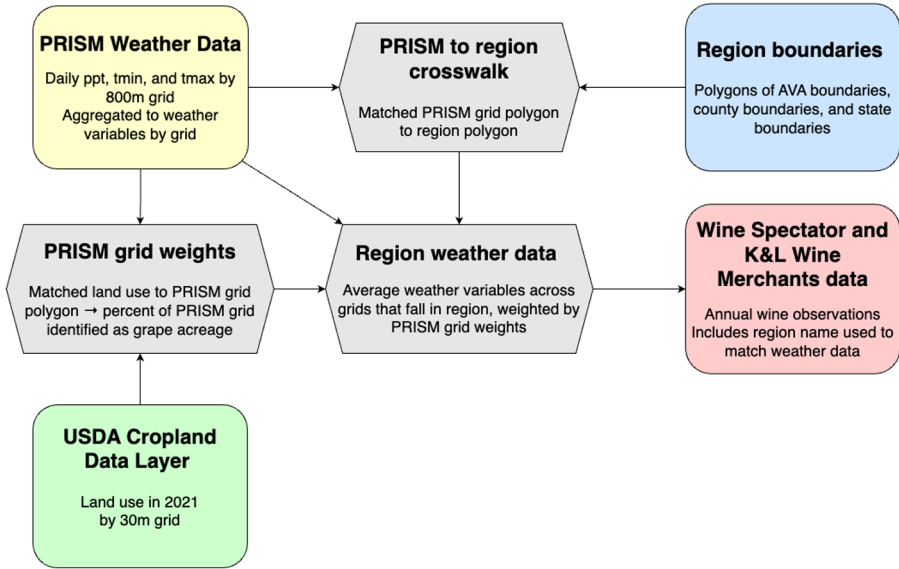 PRISM Weather Data
Daily ppt, tmin, and tmax by
800m grid
Aggregated to weather
variables by grid
PRISM to region
crosswalk
Matched PRISM grid polygon
to region polygon
Region boundaries
Polygons of AVA boundaries,
county boundaries, and state
boundaries
PRISM grid weights
Matched land use to PRISM grid
polygon → percent of PRISM grid
identified as grape acreage
Region weather data
Average weather variables across
grids that fall in region, weighted by
PRISM grid weights
Wine Spectator and
K&L Wine
Merchants data
Annual wine observations
Includes region name used to
match weather data
USDA Cropland
Data Layer
Land use in 2021
by 30m grid